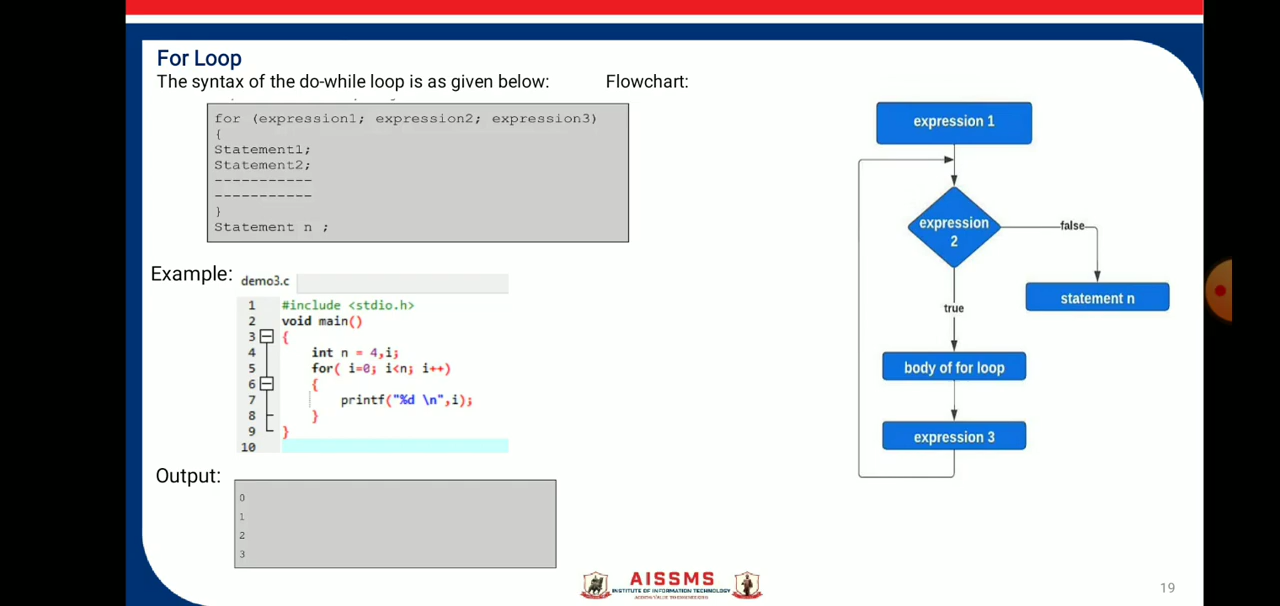 For Loop
The syntax of the do-while loop is as given below:
for (expression1; expression2; expression3)
{
Statement1;
Statement2;
-----------
-----------
}
Statement n ;
Example:
demo3.c
1 #include <stdio.h>
2 void main()
3 {
4 int n = 4,i;
5 for( i=0; i<n; i++)
6 {
7 printf("%d \n",i);
8 }
9 }
10
Output:
0
1
2
3
Flowchart:
expression 1
expression
2
false
statement n
true
body of for loop
expression 3
AISSMS
INSTITUTE OF INFORMATION TECHNOLOGY
19